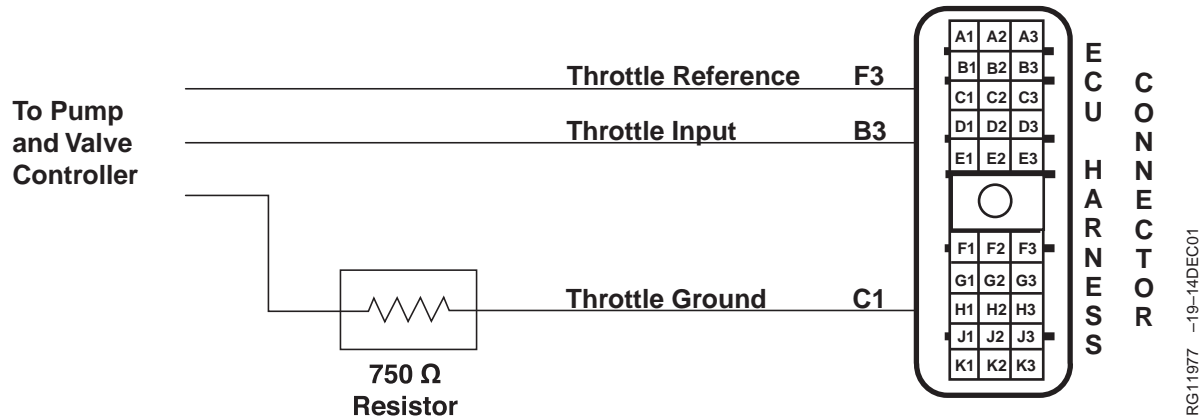 Throttle Reference F3
To Pump
and Valve
Controller
Throttle Input B3
Throttle Ground C1
750 Ω
Resistor
A1 A2 A3
B1 B2 B3
C1 C2 C3
D1 D2 D3
E1 E2 E3
F1 F2 F3
G1 G2 G3
H1 H2 H3
J1 J2 J3
K1 K2 K3
ECU HARNESS
CONNECTOR
RG11977 –19–14DEC01